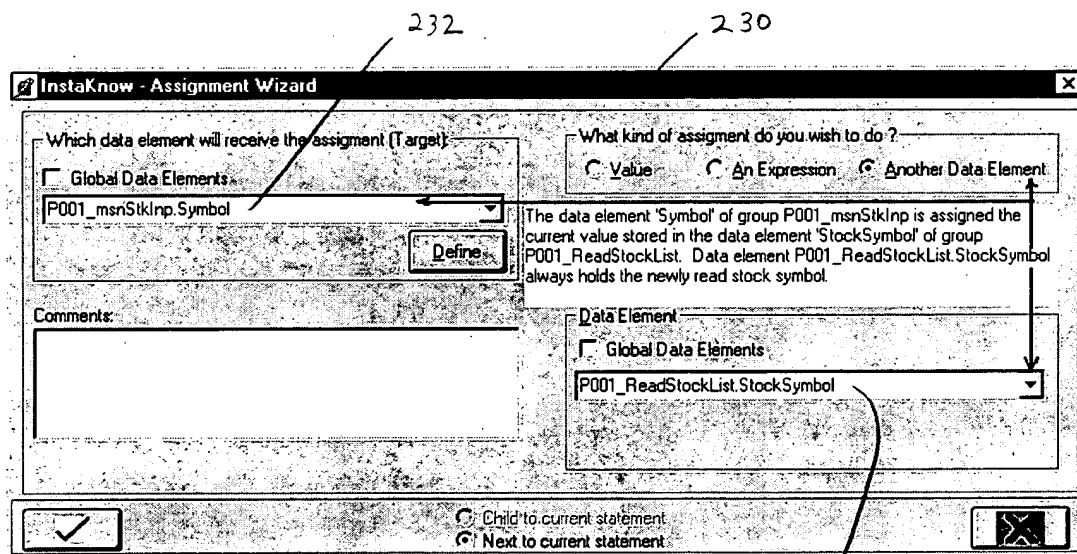 232
230
InstaKnow - Assignment Wizard
Which data element will receive the assigment (Target)
Global Data Elements
P001_msnStkInp.Symbol
Define
Comments:
What kind of assigment do you wish to do ?
Value An Expression Another Data Element
The data element 'Symbol' of group P001_msnStkInp is assigned the
current value stored in the data element 'StockSymbol' of group
P001_ReadStockList. Data element P001_ReadStockList.StockSymbol
always holds the newly read stock symbol.
Data Element
Global Data Elements
P001_ReadStockList.StockSymbol
Child to current statement
Next to current statement